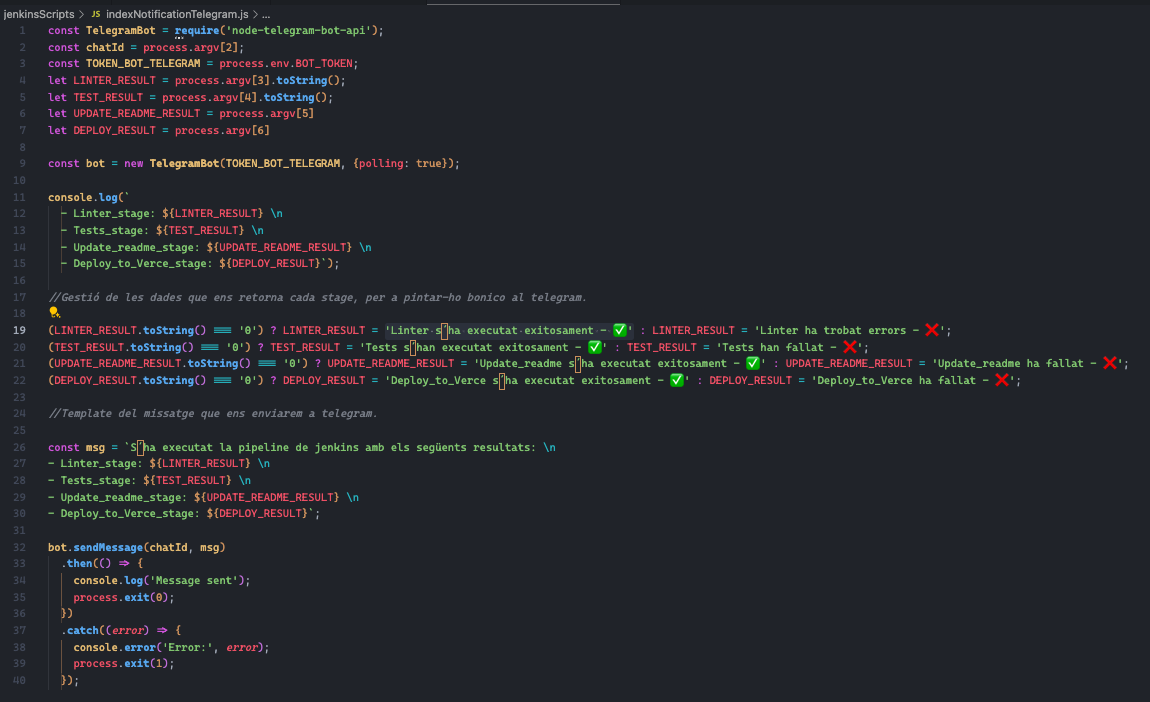 jenkinsScripts > JS indexNotificationTelegram.js > ...
1 const TelegramBot = require('node-telegram-bot-api');
2 const chatId = process.argv[2];
3 const TOKEN_BOT_TELEGRAM = process.env.BOT_TOKEN;
4 let LINTER_RESULT = process.argv[3].toString();
5 let TEST_RESULT = process.argv[4].toString();
6 let UPDATE_README_RESULT = process.argv[5]
7 let DEPLOY_RESULT = process.argv[6]
8
9 const bot = new TelegramBot(TOKEN_BOT_TELEGRAM, {polling: true});
10
11 console.log(`
12 - Linter_stage: ${LINTER_RESULT} \n
13 - Tests_stage: ${TEST_RESULT} \n
14 - Update_readme_stage: ${UPDATE_README_RESULT} \n
15 - Deploy_to_Verce_stage: ${DEPLOY_RESULT}`);
16
17 //Gestió de les dades que ens retorna cada stage, per a pintar-ho bonico al telegram.
18
19 (LINTER_RESULT.toString() === '0') ? LINTER_RESULT = 'Linter s’ha executat exitosament - ✅' : LINTER_RESULT = 'Linter ha trobat errors - ❌';
20 (TEST_RESULT.toString() === '0') ? TEST_RESULT = 'Tests s’han executat exitosament - ✅' : TEST_RESULT = 'Tests han fallat - ❌';
21 (UPDATE_README_RESULT.toString() === '0') ? UPDATE_README_RESULT = 'Update_readme s’ha executat exitosament - ✅' : UPDATE_README_RESULT = 'Update_readme ha fallat - ❌';
22 (DEPLOY_RESULT.toString() === '0') ? DEPLOY_RESULT = 'Deploy_to_Verce s’ha executat exitosament - ✅' : DEPLOY_RESULT = 'Deploy_to_Verce ha fallat - ❌';
23
24 //Template del missatge que ens enviarem a telegram.
25
26 const msg = `S’ha executat la pipeline de jenkins amb els següents resultats: \n
27 - Linter_stage: ${LINTER_RESULT} \n
28 - Tests_stage: ${TEST_RESULT} \n
29 - Update_readme_stage: ${UPDATE_README_RESULT} \n
30 - Deploy_to_Verce_stage: ${DEPLOY_RESULT}`;
31
32 bot.sendMessage(chatId, msg)
33 .then(() => {
34 console.log('Message sent');
35 process.exit(0);
36 })
37 .catch((error) => {
38 console.error('Error:', error);
39 process.exit(1);
40 });